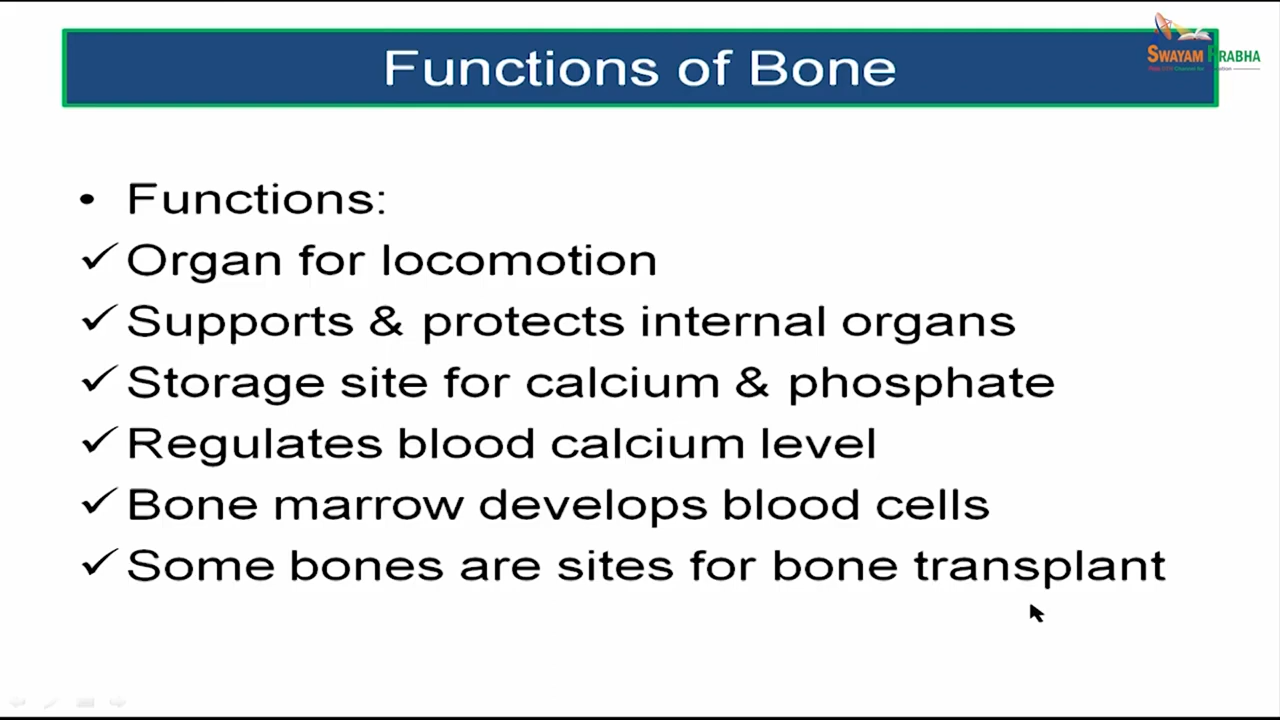 Functions of Bone
SWAYAM PRABHA
• Functions:
✓ Organ for locomotion
✓ Supports & protects internal organs
✓ Storage site for calcium & phosphate
✓ Regulates blood calcium level
✓ Bone marrow develops blood cells
✓ Some bones are sites for bone transplant